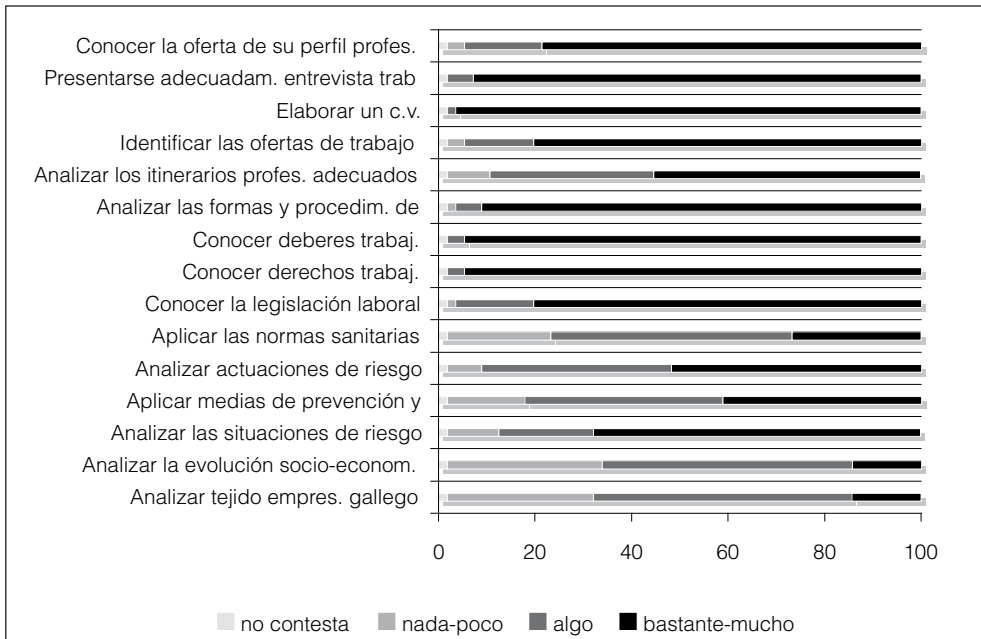 Conocer la oferta de su perfil profes.
Presentarse adecuadam. entrevista trab
Elaborar un c.v.
Identificar las ofertas de trabajo
Analizar los itinerarios profes. adecuados
Analizar las formas y procedim. de
Conocer deberes trabaj.
Conocer derechos trabaj.
Conocer la legislación laboral
Aplicar las normas sanitarias
Analizar actuaciones de riesgo
Aplicar medias de prevención y
Analizar las situaciones de riesgo
Analizar la evolución socio-econom.
Analizar tejido empres. gallego
0 20 40 60 80 100
no contesta nada-poco algo bastante-mucho